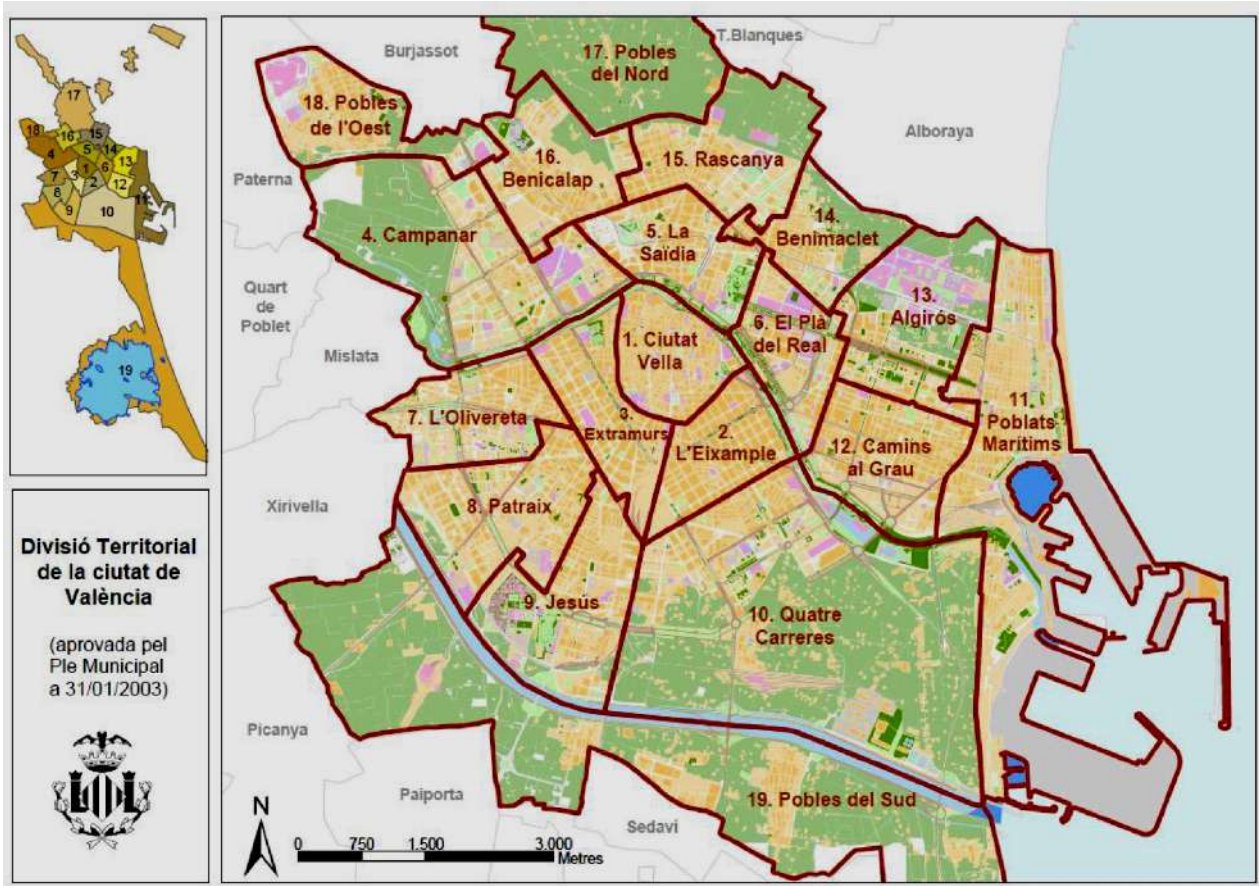 17
18
16
15
5
14
4
13
1
6
7
3
2
12
11
8
9
10
19
Divisió Territorial
de la ciutat de
València
(aprovada pel
Ple Municipal
a 31/01/2003)
Burjassot
T.Blanques
17. Pobles
del Nord
18. Pobles
de l'Oest
Alboraya
16.
Benicalap
15. Rascanya
Paterna
4. Campanar
5. La
Saïdia
14.
Benimaclet
Quart
de
Poblet
13.
Algirós
Mislata
1. Ciutat
Vella
6. El Plà
del Real
7. L'Olivereta
3.
Extramurs
2.
L'Eixample
11.
Poblats
Marítims
12. Camins
al Grau
Xirivella
8. Patraix
9. Jesús
10. Quatre
Carreres
Picanya
Paiporta
19. Pobles del Sud
Sedaví
N
0 750 1.500 3.000
Metres